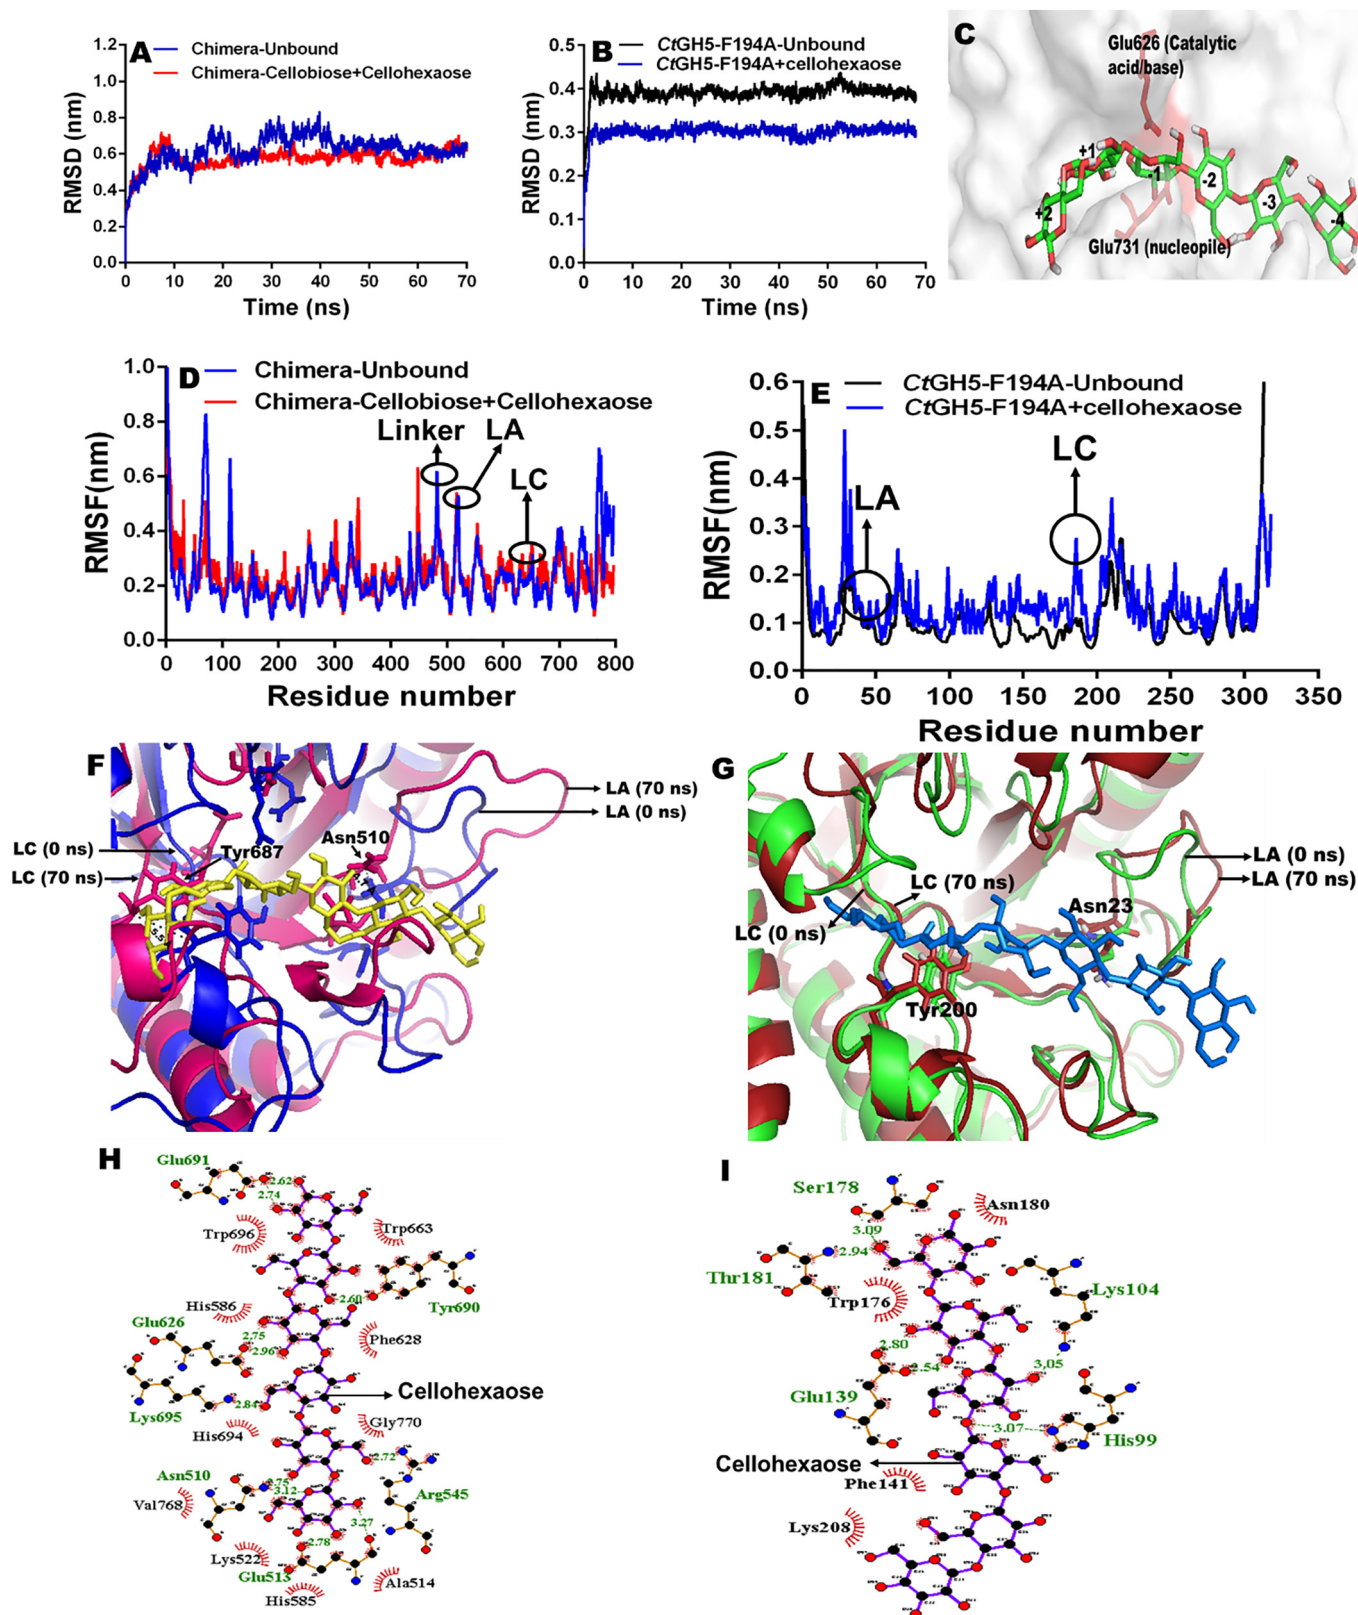 A
Chimera-Unbound
Chimera-Cellobiose+Cellohexaose
RMSD (nm)
1.2
1.0
0.8
0.6
0.4
0.2
0.0
0 10 20 30 40 50 60 70
Time (ns)
B
CtGH5-F194A-Unbound
CtGH5-F194A+cellohexaose
RMSD (nm)
0.5
0.4
0.3
0.2
0.1
0.0
0 10 20 30 40 50 60 70
Time (ns)
C
Glu626 (Catalytic
acid/base)
+1
-1
-2
-3
-4
+2
Glu731 (nucleopile)
D
Chimera-Unbound
Chimera-Cellobiose+Cellohexaose
Linker
LA
LC
RMSF(nm)
1.0
0.8
0.6
0.4
0.2
0.0
0 100 200 300 400 500 600 700 800
Residue number
E
CtGH5-F194A-Unbound
CtGH5-F194A+cellohexaose
LA
LC
RMSF(nm)
0.6
0.5
0.4
0.3
0.2
0.1
0.0
0 50 100 150 200 250 300 350
Residue number
F
LA (70 ns)
LA (0 ns)
Asn510
LC (0 ns)
Tyr687
LC (70 ns)
5.5
G
LA (0 ns)
LA (70 ns)
LC (70 ns)
Asn23
LC (0 ns)
Tyr200
H
Glu691
2.62
2.74
Trp696
Trp663
2.60
Tyr690
His586
Glu626
Phe628
2.75
2.96
Cellohexaose
Lys695
2.84
His694
Gly770
2.72
Asn510
2.75
3.12
Arg545
Val768
3.27
2.78
Lys522
Glu513
Ala514
His585
I
Ser178
Asn180
3.09
2.94
Thr181
Lys104
Trp176
2.80
2.54
3.05
Glu139
3.07
His99
Cellohexaose
Phe141
Lys208